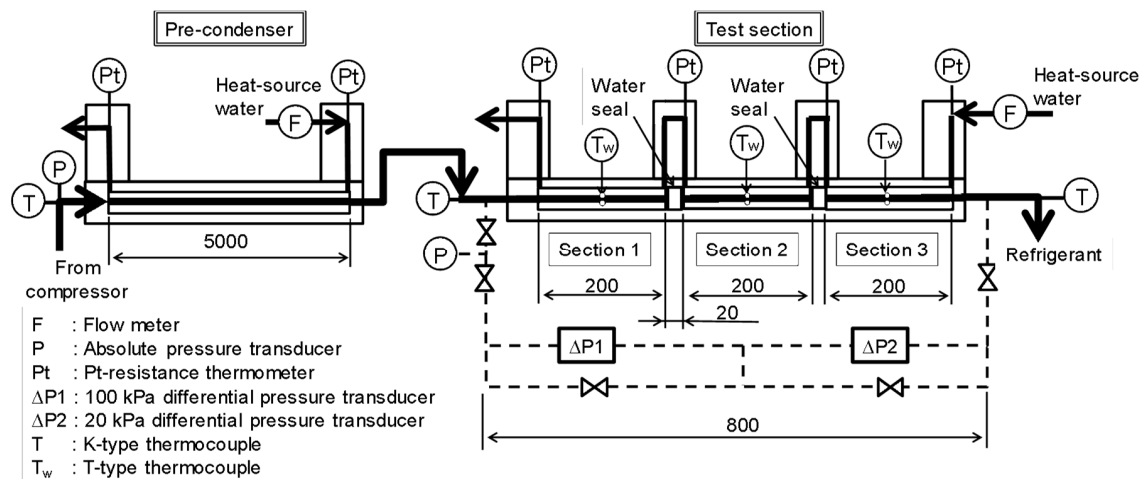 Pre-condenser
Test section
Pt
Heat-source
water
Pt
F
P
T
5000
From
compressor
Pt
Water
seal
Pt
Water
seal
Pt
Pt
Heat-source
water
F
Tw
Tw
Tw
T
T
P
Section 1
Section 2
Section 3
Refrigerant
200
200
200
20
ΔP1
ΔP2
800
F : Flow meter
P : Absolute pressure transducer
Pt : Pt-resistance thermometer
ΔP1 : 100 kPa differential pressure transducer
ΔP2 : 20 kPa differential pressure transducer
T : K-type thermocouple
Tw : T-type thermocouple